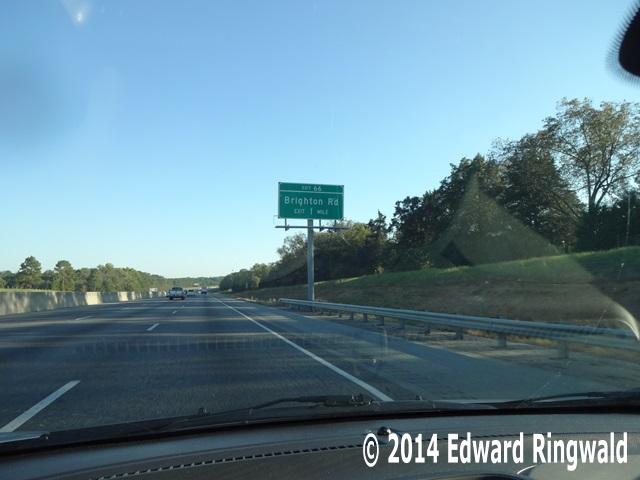 EXIT 66
Brighton Rd
EXIT 1 MILE
© 2014 Edward Ringwald